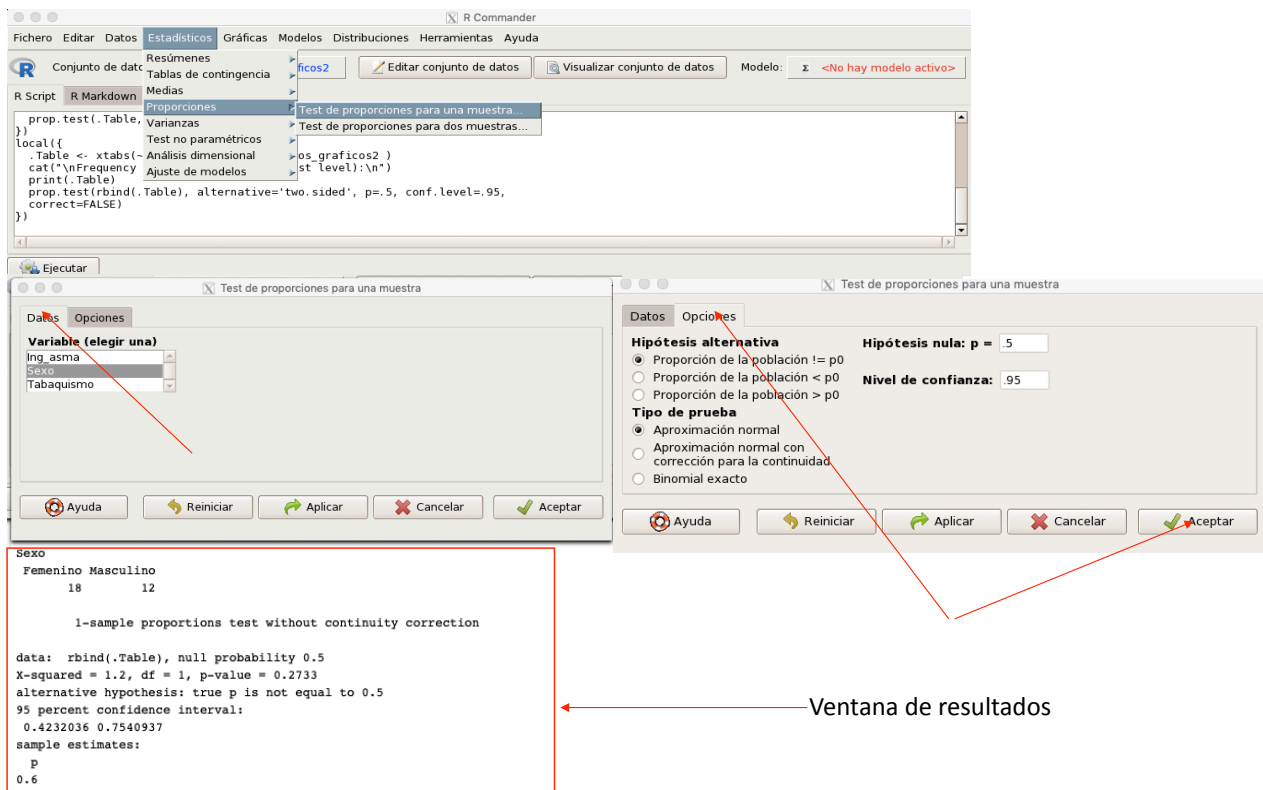 R Commander
Fichero Editar Datos Estadísticos Gráficas Modelos Distribuciones Herramientas Ayuda
Conjunto de dato ficos2 Editar conjunto de datos Visualizar conjunto de datos Modelo: Σ <No hay modelo activo>
Resúmenes
Tablas de contingencia
Medias
Proporciones
Varianzas
Test no paramétricos
Análisis dimensional
Ajuste de modelos
Test de proporciones para una muestra...
Test de proporciones para dos muestras...
R Script R Markdown
prop.test(.Table,
})
local({
.Table <- xtabs(~ os_graficos2 )
cat("\nFrequency st level):\n")
print(.Table)
prop.test(rbind(.Table), alternative='two.sided', p=.5, conf.level=.95,
correct=FALSE)
})
Ejecutar
Test de proporciones para una muestra
Datos Opciones
Variable (elegir una)
Ing_asma
Sexo
Tabaquismo
Ayuda Reiniciar Aplicar Cancelar Aceptar
Test de proporciones para una muestra
Datos Opciones
Hipótesis alternativa Hipótesis nula: p = .5
Proporción de la población != p0
Proporción de la población < p0 Nivel de confianza: .95
Proporción de la población > p0
Tipo de prueba
Aproximación normal
Aproximación normal con
corrección para la continuidad
Binomial exacto
Ayuda Reiniciar Aplicar Cancelar Aceptar
Sexo
Femenino Masculino
18 12
1-sample proportions test without continuity correction
data: rbind(.Table), null probability 0.5
X-squared = 1.2, df = 1, p-value = 0.2733
alternative hypothesis: true p is not equal to 0.5
95 percent confidence interval:
0.4232036 0.7540937
sample estimates:
p
0.6
Ventana de resultados